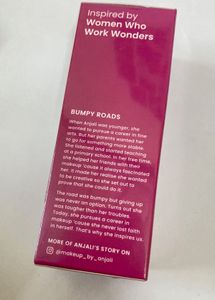 Inspired by
Women Who
Work Wonders
BUMPY ROADS
When Anjali was younger, she
wanted to pursue a career in fine
arts. But her parents wanted her
to go for something more stable.
She listened and started teaching
at a primary school. In her free time,
she helped her friends with their
makeup 'cause it always fascinated
her. It made her realise she wanted
to be creative so she set out to
prove that she could do it.
The road was bumpy but giving up
was never an option. Turns out she
was tougher than her troubles.
Today, she pursues a career in
makeup 'cause she never lost faith
in herself. That's why she inspires us.
MORE OF ANJALI'S STORY ON
@makeup_by_anjali